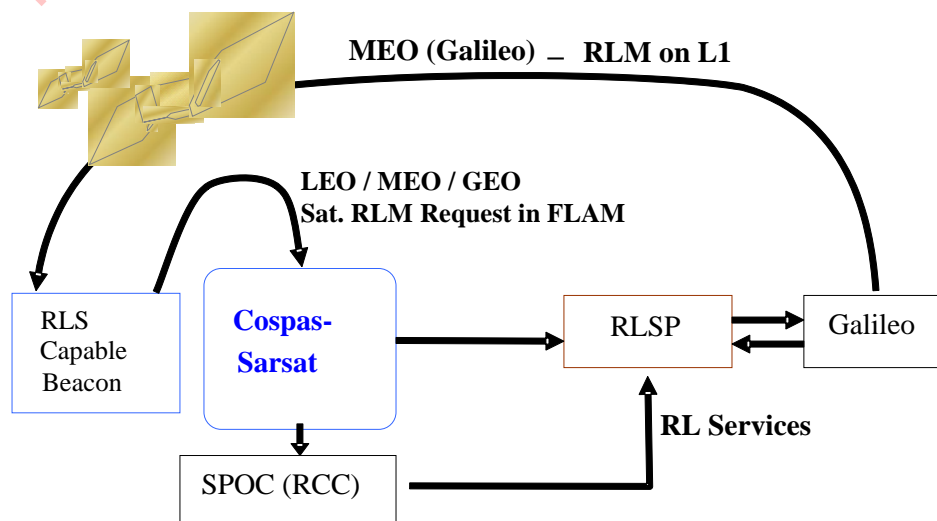 MEO (Galileo) – RLM on L1
LEO / MEO / GEO
Sat. RLM Request in FLAM
RLS
Capable
Beacon
Cospas-
Sarsat
RLSP
Galileo
RL Services
SPOC (RCC)